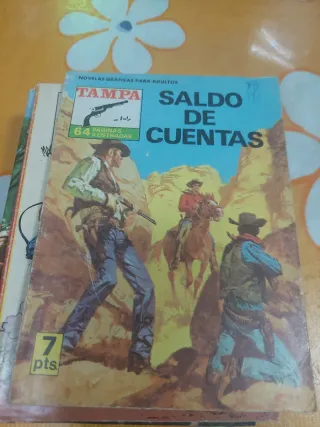 NOVELAS GRAFICAS PARA ADULTOS
TAMPA
64 PAGINAS
ILUSTRADAS
SALDO
DE
CUENTAS
7
pts.